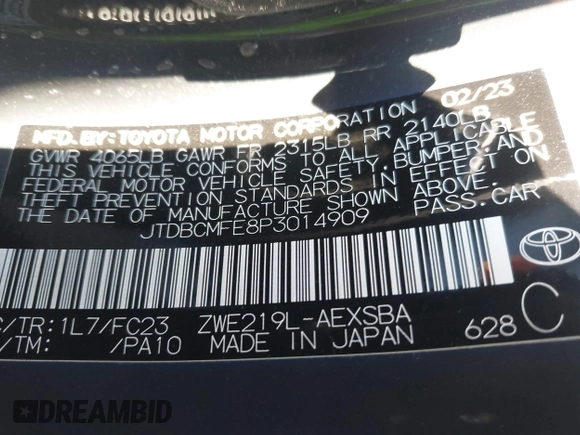 MFD. BY: TOYOTA MOTOR CORPORATION 02/23
GVWR 4065LB GAWR FR 2315LB RR 2140LB
THIS VEHICLE CONFORMS TO ALL APPLICABLE
FEDERAL MOTOR VEHICLE SAFETY, BUMPER, AND
THEFT PREVENTION STANDARDS IN EFFECT ON
THE DATE OF MANUFACTURE SHOWN ABOVE.
JTDBCMFE8P3014909 PASS. CAR
TOYOTA
C/TR: 1L7/FC23 ZWE219L-AEXSBA
/TM: /PA10 MADE IN JAPAN 628 C
DREAMBID